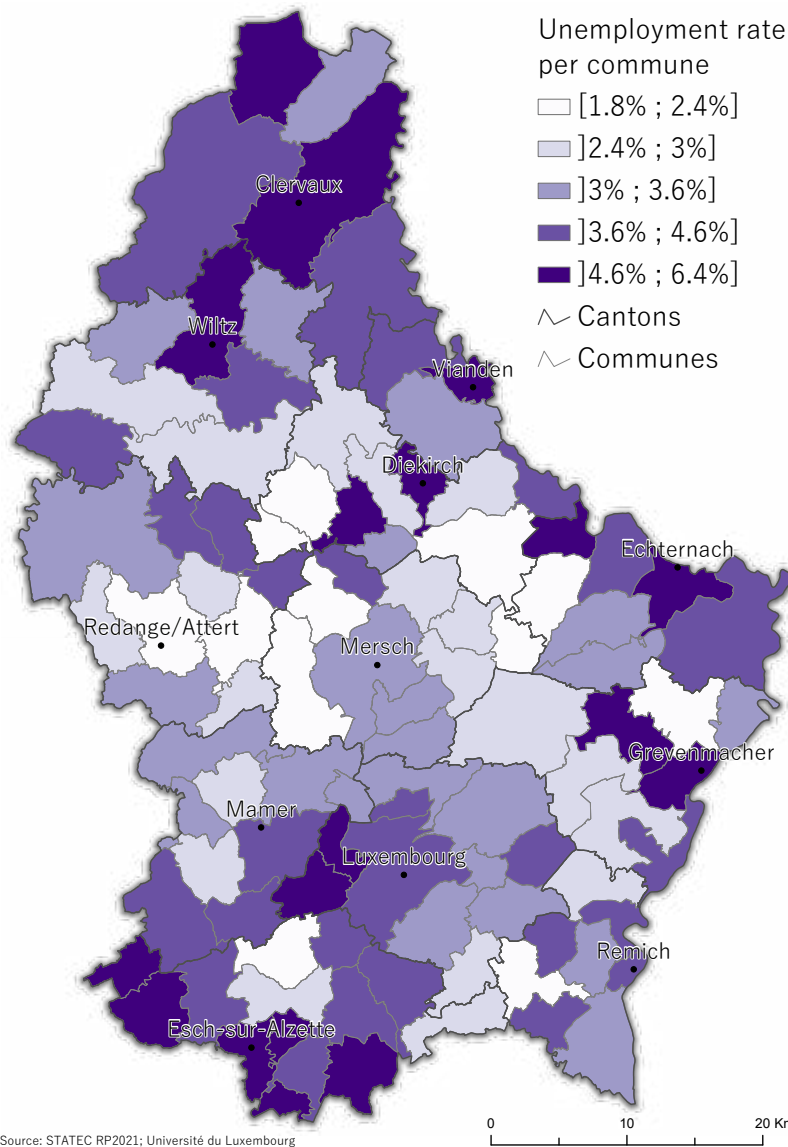 Unemployment rate
per commune
[1.8% ; 2.4%]
]2.4% ; 3%]
]3% ; 3.6%]
]3.6% ; 4.6%]
]4.6% ; 6.4%]
Cantons
Communes
Clervaux
Wiltz
Vianden
Diekirch
Echternach
Redange/Attert
Mersch
Grevenmacher
Mamer
Luxembourg
Remich
Esch-sur-Alzette
0 10 20 Km
Source: STATEC RP2021; Université du Luxembourg